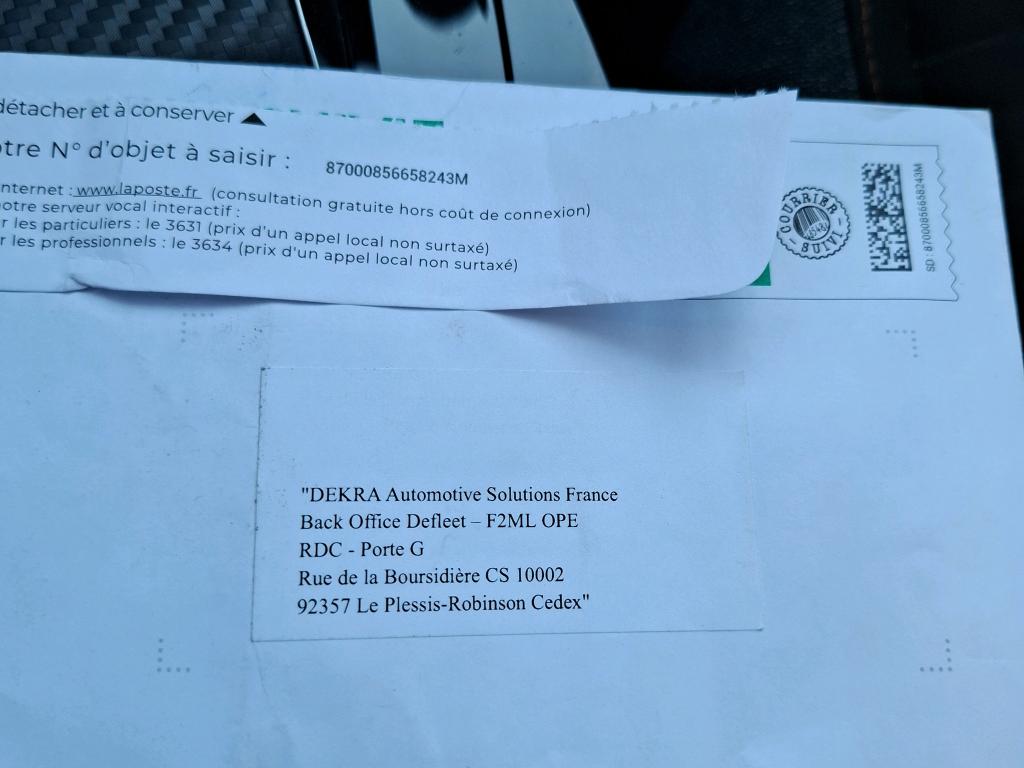 détacher et à conserver
otre N° d'objet à saisir : 87000856658243M
nternet : www.laposte.fr (consultation gratuite hors coût de connexion)
notre serveur vocal interactif :
r les particuliers : le 3631 (prix d'un appel local non surtaxé)
r les professionnels : le 3634 (prix d'un appel local non surtaxé)
COURRIER
SUIVI
SD : 87000856658243M
"DEKRA Automotive Solutions France
Back Office Defleet – F2ML OPE
RDC - Porte G
Rue de la Boursidière CS 10002
92357 Le Plessis-Robinson Cedex"